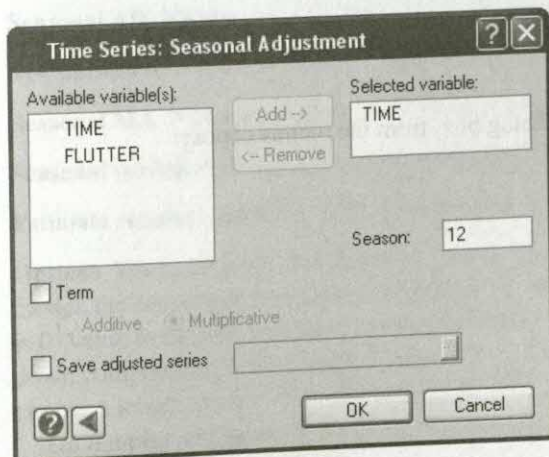 Time Series: Seasonal Adjustment
Available variable(s):
TIME
FLUTTER
Add -->
<-- Remove
Selected variable:
TIME
Season: 12
Term
Additive Mutiplicative
Save adjusted series
OK Cancel